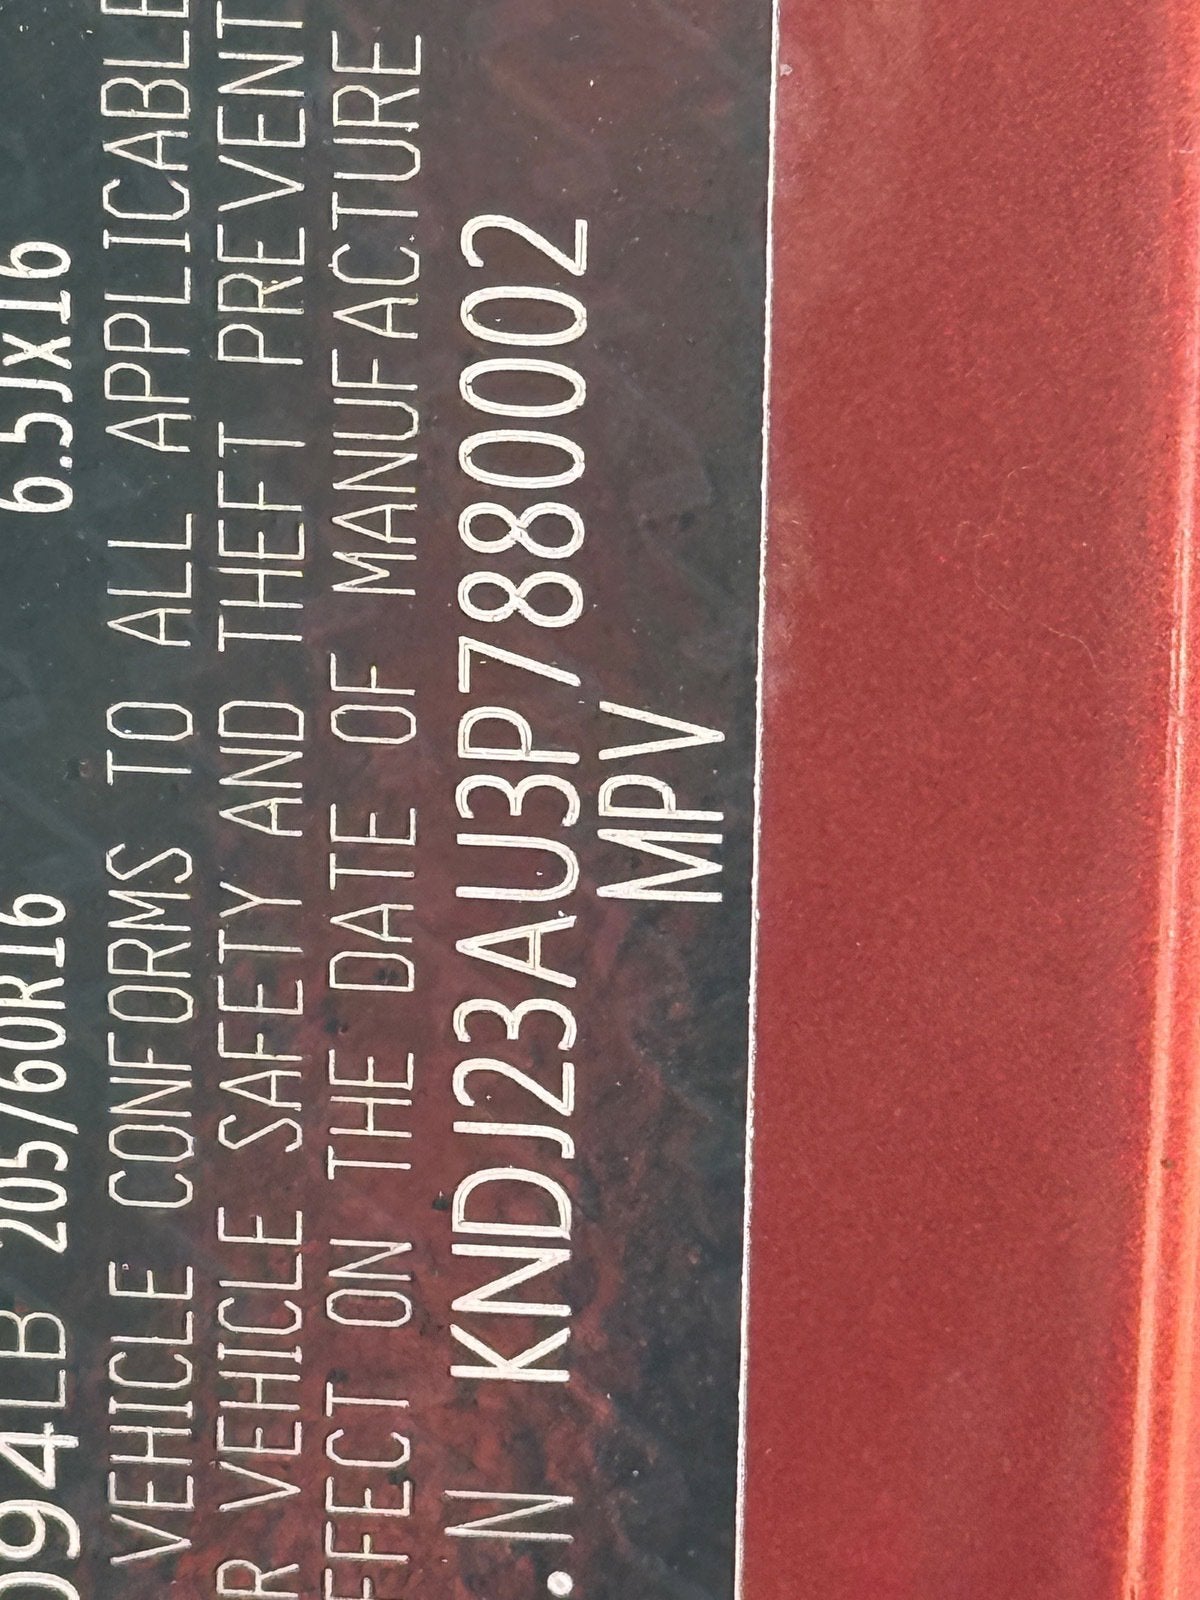 94LB 205/60R16 6.5JX16
VEHICLE CONFORMS TO ALL APPLICABLE
R VEHICLE SAFETY AND THEFT PREVENT
FFECT ON THE DATE OF MANUFACTURE
.N KNDJ23AU3P7880002
MPV